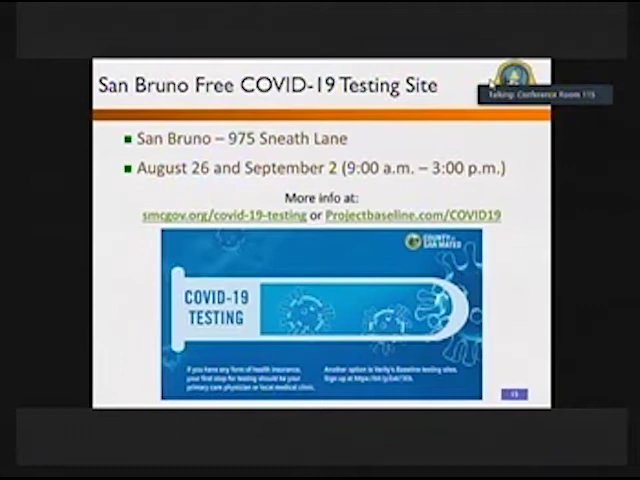 San Bruno Free COVID-19 Testing Site
Talking: Conference Room 115
San Bruno – 975 Sneath Lane
August 26 and September 2 (9:00 a.m. – 3:00 p.m.)
More info at:
smcgov.org/covid-19-testing or Projectbaseline.com/COVID19
COUNTY OF
SAN MATEO
COVID-19
TESTING
If you have any form of health insurance,
your first stop for testing should be your
primary care physician or local medical clinic.
Another option is Verily's Baseline testing sites.
Sign up at